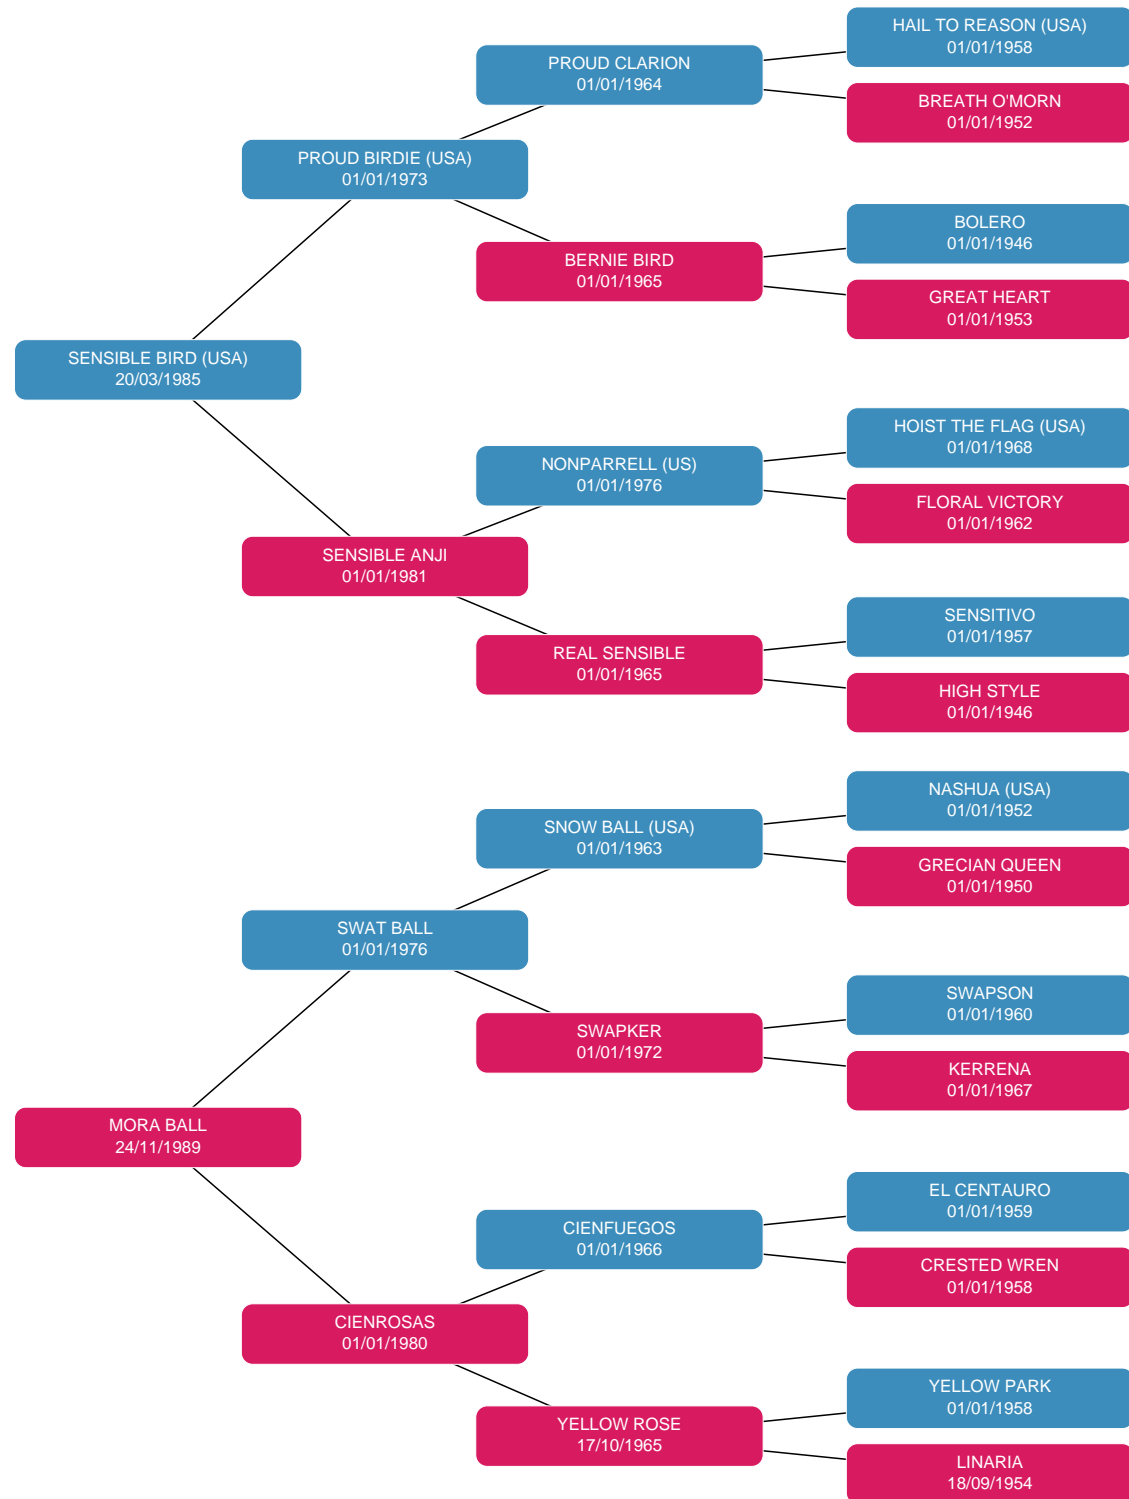 HAIL TO REASON (USA)
01/01/1958
PROUD CLARION
01/01/1964
BREATH O'MORN
01/01/1952
PROUD BIRDIE (USA)
01/01/1973
BOLERO
01/01/1946
BERNIE BIRD
01/01/1965
GREAT HEART
01/01/1953
SENSIBLE BIRD (USA)
20/03/1985
HOIST THE FLAG (USA)
01/01/1968
NONPARRELL (US)
01/01/1976
FLORAL VICTORY
01/01/1962
SENSIBLE ANJI
01/01/1981
SENSITIVO
01/01/1957
REAL SENSIBLE
01/01/1965
HIGH STYLE
01/01/1946
NASHUA (USA)
01/01/1952
SNOW BALL (USA)
01/01/1963
GRECIAN QUEEN
01/01/1950
SWAT BALL
01/01/1976
SWAPSON
01/01/1960
SWAPKER
01/01/1972
KERRENA
01/01/1967
MORA BALL
24/11/1989
EL CENTAURO
01/01/1959
CIENFUEGOS
01/01/1966
CRESTED WREN
01/01/1958
CIENROSAS
01/01/1980
YELLOW PARK
01/01/1958
YELLOW ROSE
17/10/1965
LINARIA
18/09/1954